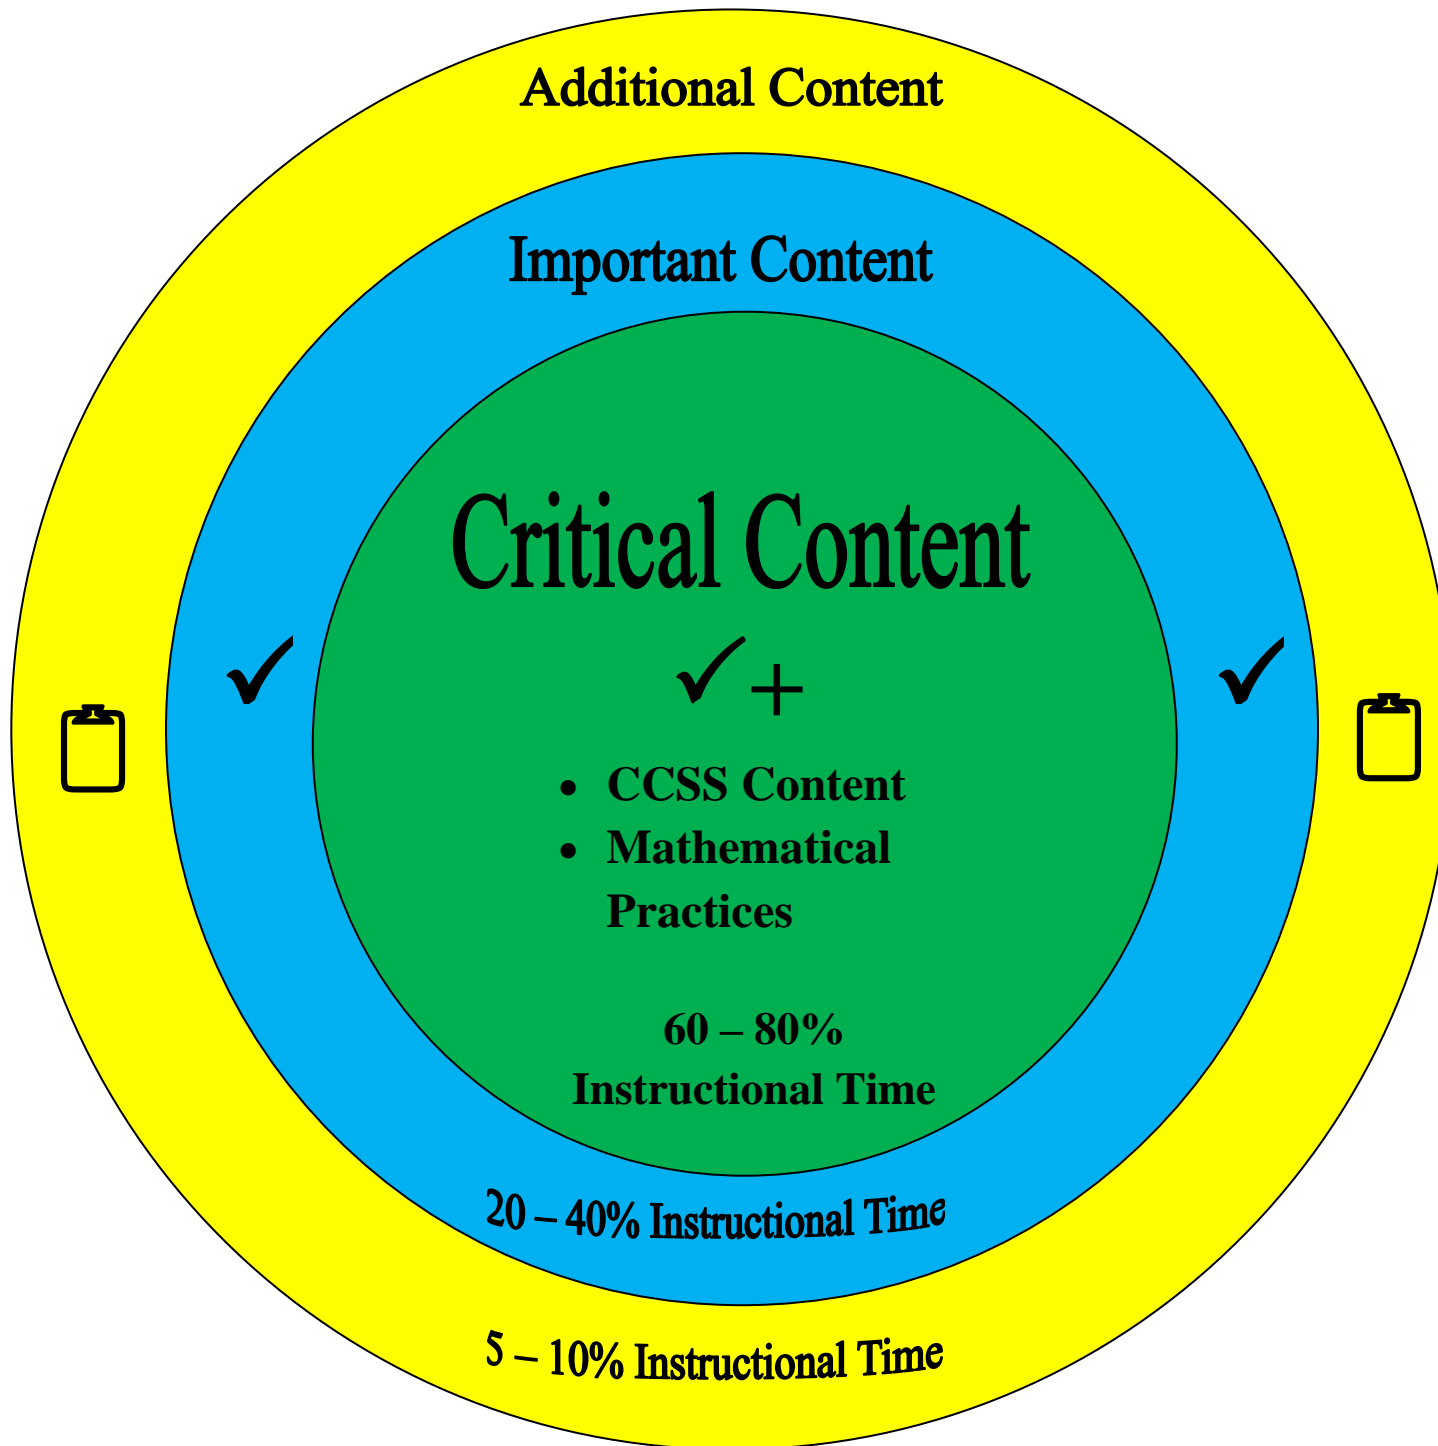 Additional Content
Important Content
Critical Content
✓+
✓
✓
• CCSS Content
• Mathematical
Practices
60 – 80%
Instructional Time
20 – 40% Instructional Time
5 – 10% Instructional Time